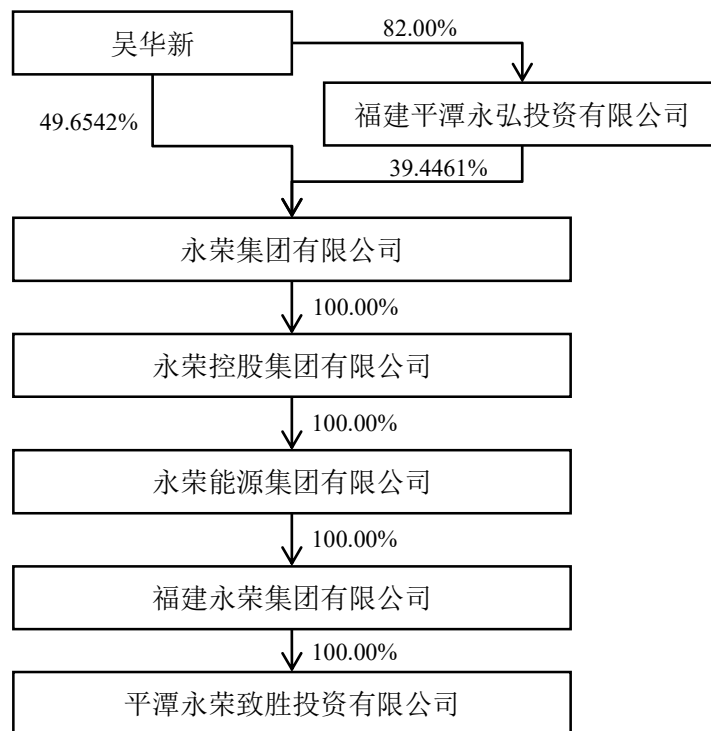 吴华新
82.00%
49.6542%
福建平潭永弘投资有限公司
39.4461%
永荣集团有限公司
100.00%
永荣控股集团有限公司
100.00%
永荣能源集团有限公司
100.00%
福建永荣集团有限公司
100.00%
平潭永荣致胜投资有限公司